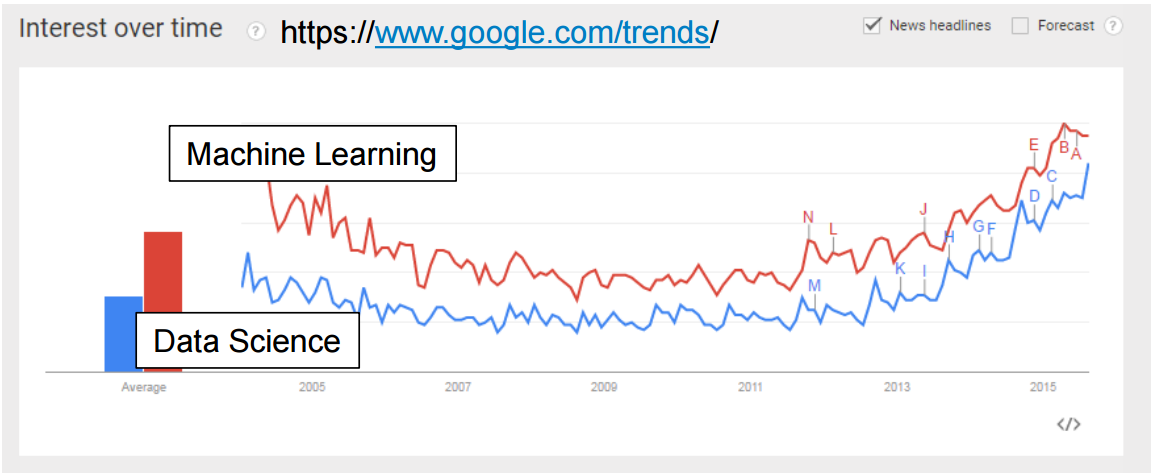 Interest over time ? https://www.google.com/trends/ News headlines Forecast ?
Machine Learning
E B A
C
D
N L J
H G F
M K I
Data Science
Average 2005 2007 2009 2011 2013 2015
</>